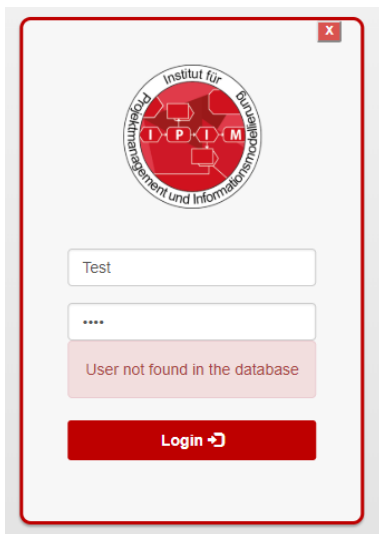 X
Institut für
Projektmanagement und Informationsmodellierung
I P I M
Test
••••
User not found in the database
Login